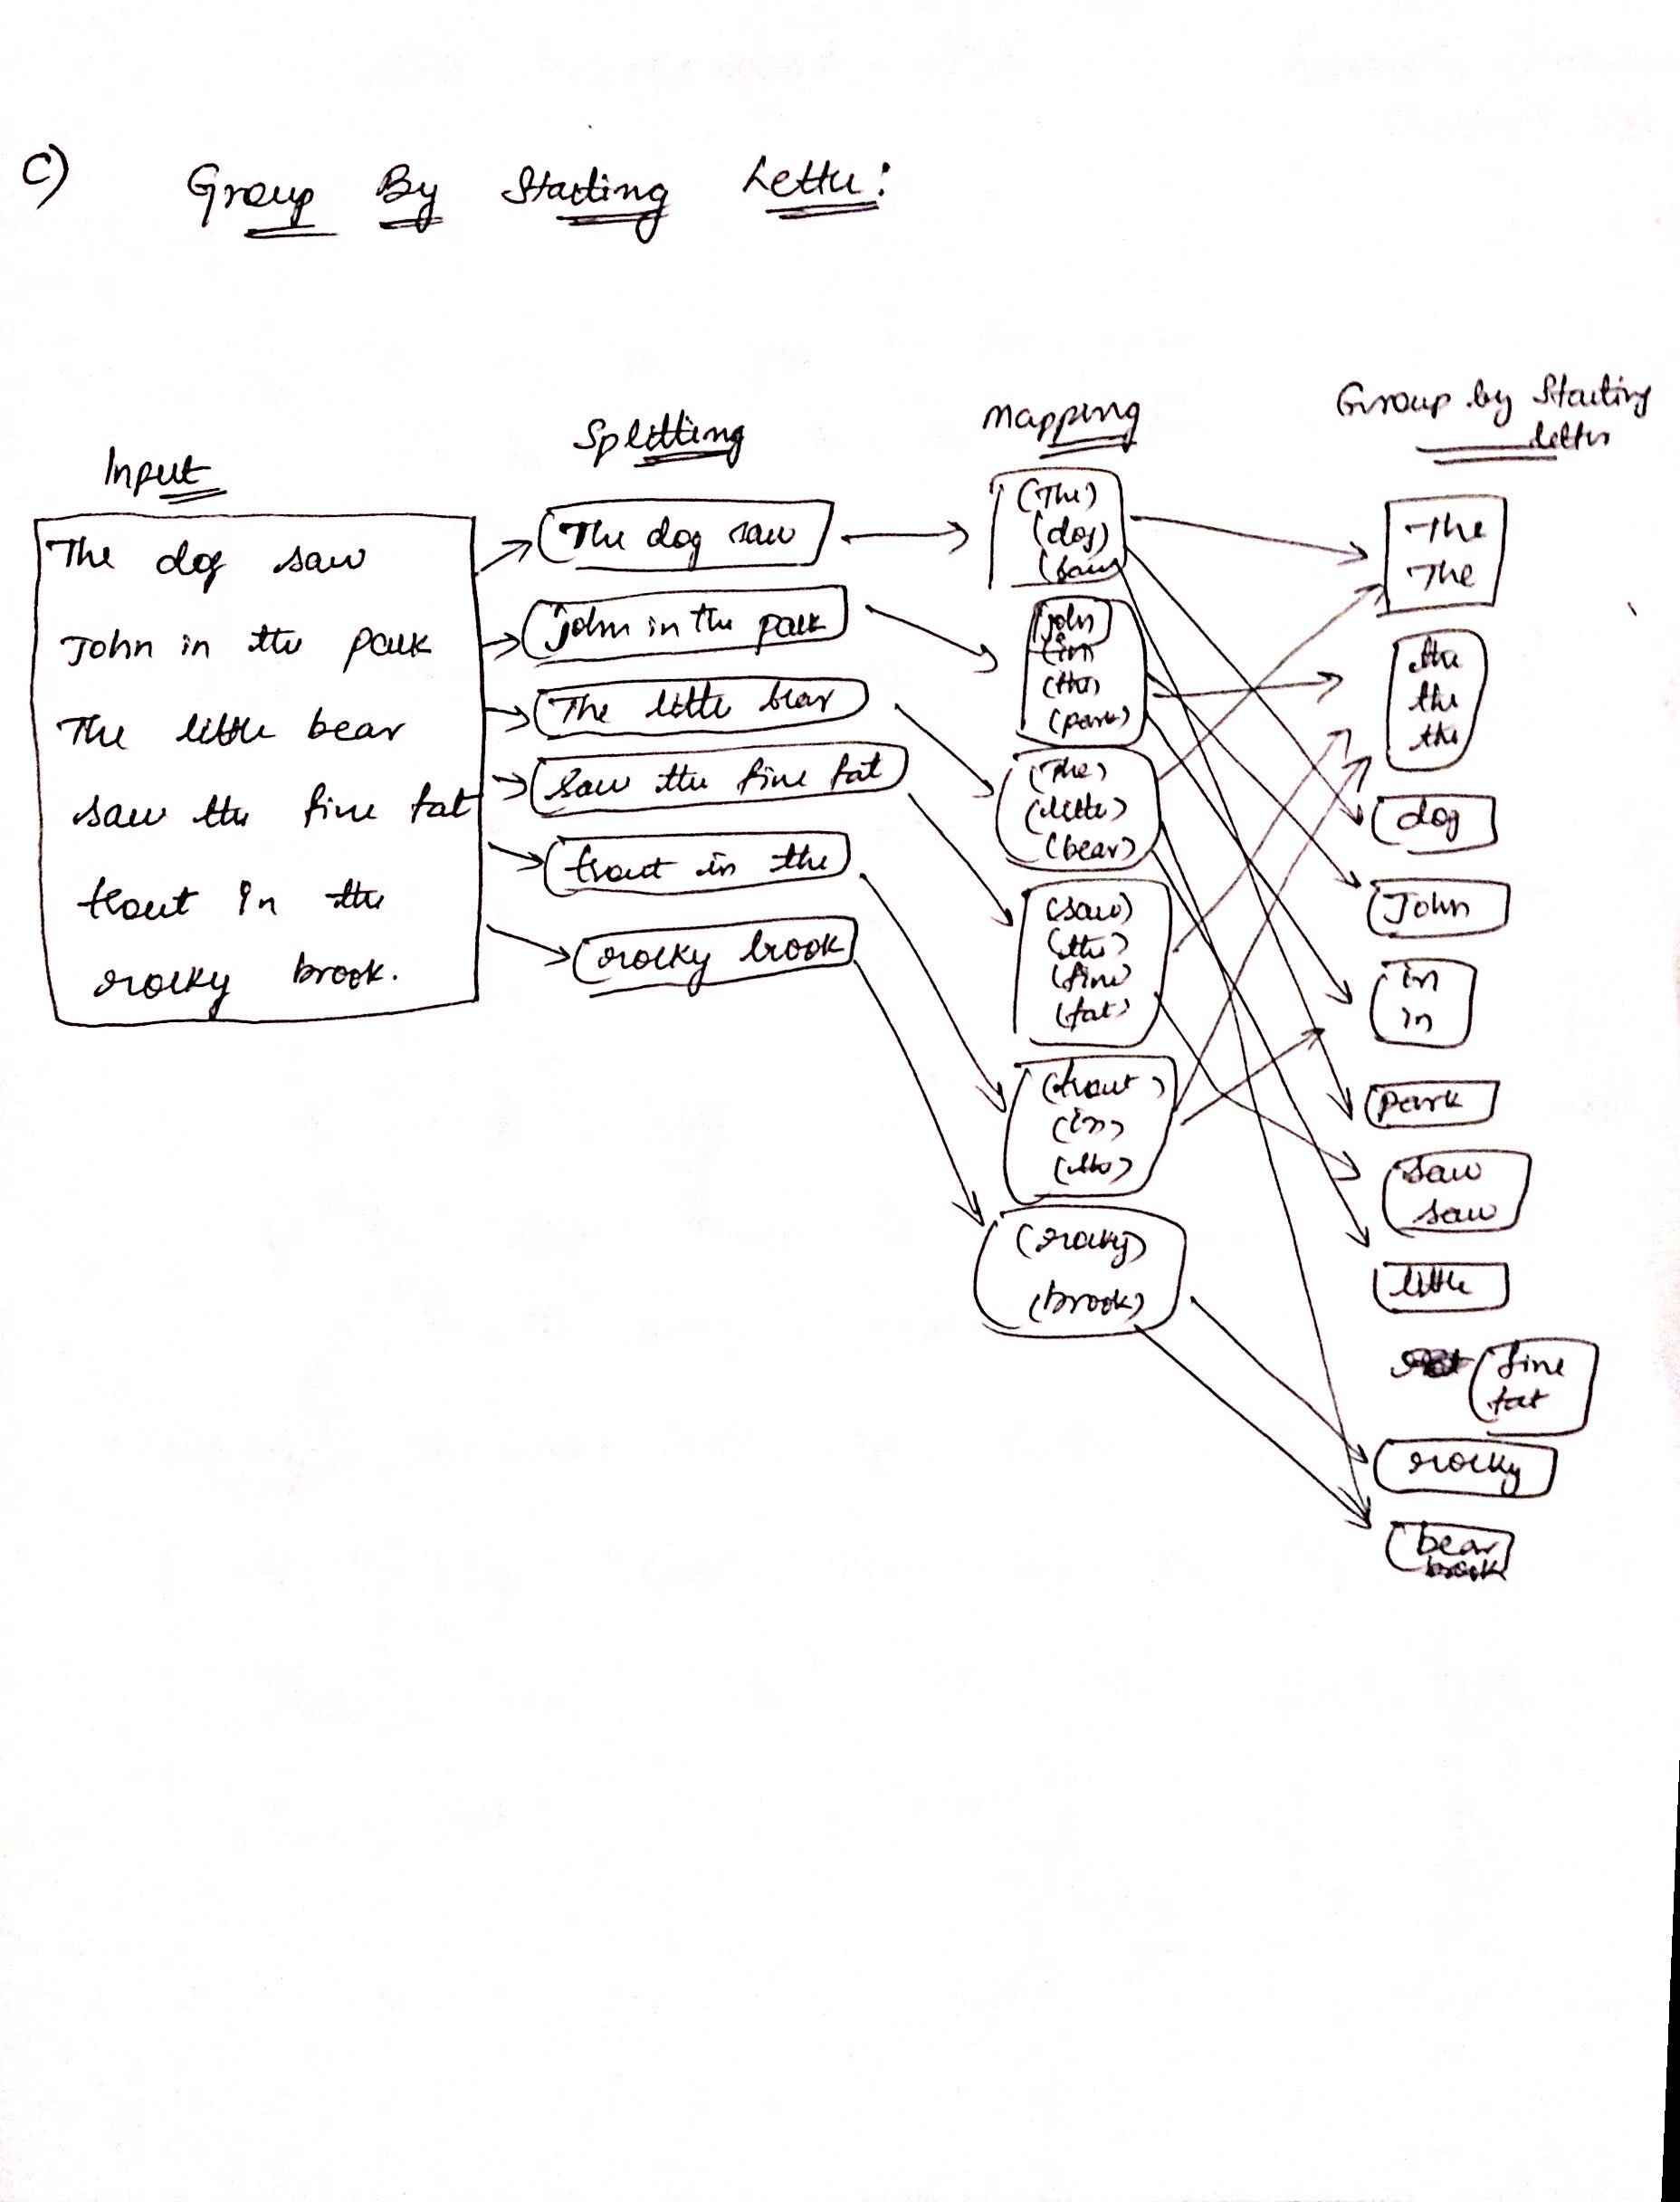 C) Group By Starting Letter:
Input
The dog saw
John in the park
The little bear
saw the fine fat
trout in the
rocky brook.
Splitting
The dog saw
john in the park
The little bear
Saw the fine fat
trout in the
rocky brook
Mapping
(The)
(dog)
(saw)
john
(in)
(the)
(park)
(The)
(little)
(bear)
(saw)
(the)
(fine)
(fat)
(trout)
(in)
(the)
(rocky)
(brook)
Group by Starting
letter
The
The
the
the
the
dog
John
in
in
park
saw
saw
little
fine
fat
rocky
bear
brook